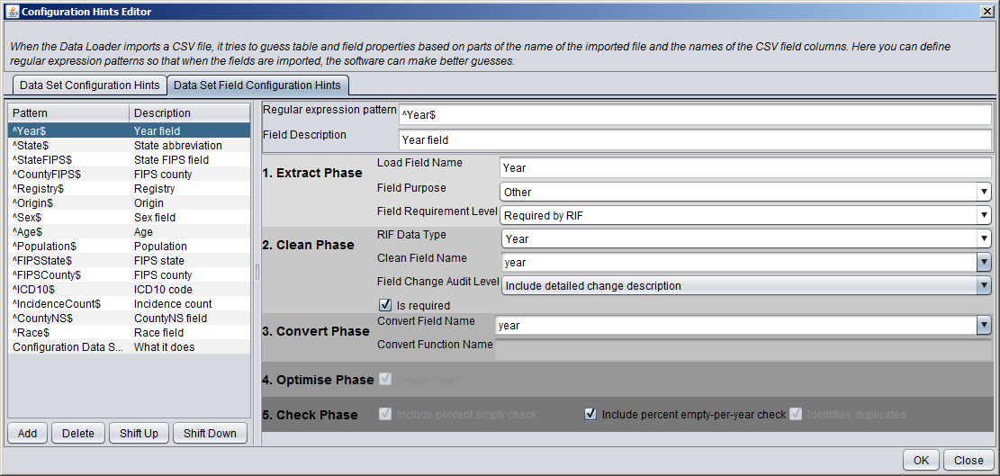 Configuration Hints Editor
When the Data Loader imports a CSV file, it tries to guess table and field properties based on parts of the name of the imported file and the names of the CSV field columns. Here you can define
regular expression patterns so that when the fields are imported, the software can make better guesses.
Data Set Configuration Hints Data Set Field Configuration Hints
Pattern Description
^Year$ Year field
^State$ State abbreviation
^StateFIPS$ State FIPS field
^CountyFIPS$ FIPS county
^Registry$ Registry
^Origin$ Origin
^Sex$ Sex field
^Age$ Age
^Population$ Population
^FIPSState$ FIPS state
^FIPSCounty$ FIPS county
^ICD10$ ICD10 code
^IncidenceCount$ Incidence count
^CountyNS$ CountyNS field
^Race$ Race field
Configuration Data S... What it does
Add Delete Shift Up Shift Down
Regular expression pattern ^Year$
Field Description Year field
1. Extract Phase
Load Field Name Year
Field Purpose Other
Field Requirement Level Required by RIF
2. Clean Phase
RIF Data Type Year
Clean Field Name year
Field Change Audit Level Include detailed change description
Is required
3. Convert Phase
Convert Field Name year
Convert Function Name
4. Optimise Phase Create index
5. Check Phase Include percent empty check Include percent empty-per-year check Identifies duplicates
OK Close